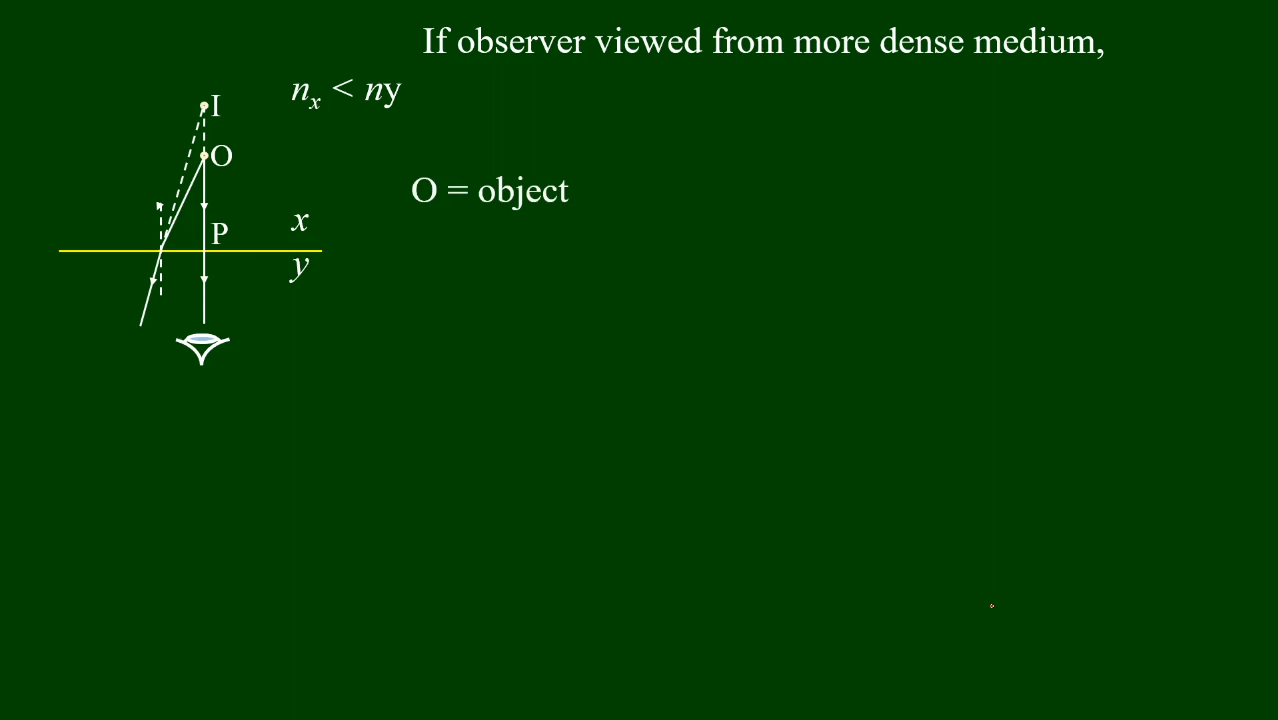 If observer viewed from more dense medium,
nₓ < ny
I
O
O = object
x
P
y